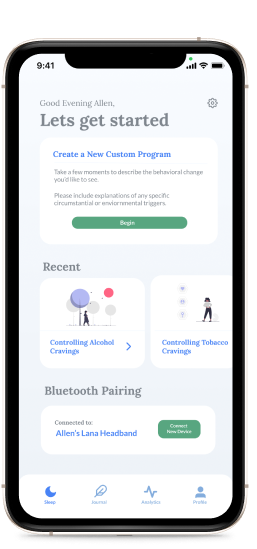 9:41
Good Evening Allen,
Lets get started
Create a New Custom Program
Take a few moments to describe the behavioral change
you'd like to see.
Please include explanations of any specific
circumstantial or enviornmental triggers.
Begin
Recent
Controlling Alcohol
Cravings
Controlling Tobacco
Cravings
Bluetooth Pairing
Connected to:
Allen's Lana Headband
Connect
New Device
Sleep
Journal
Analytics
Profile